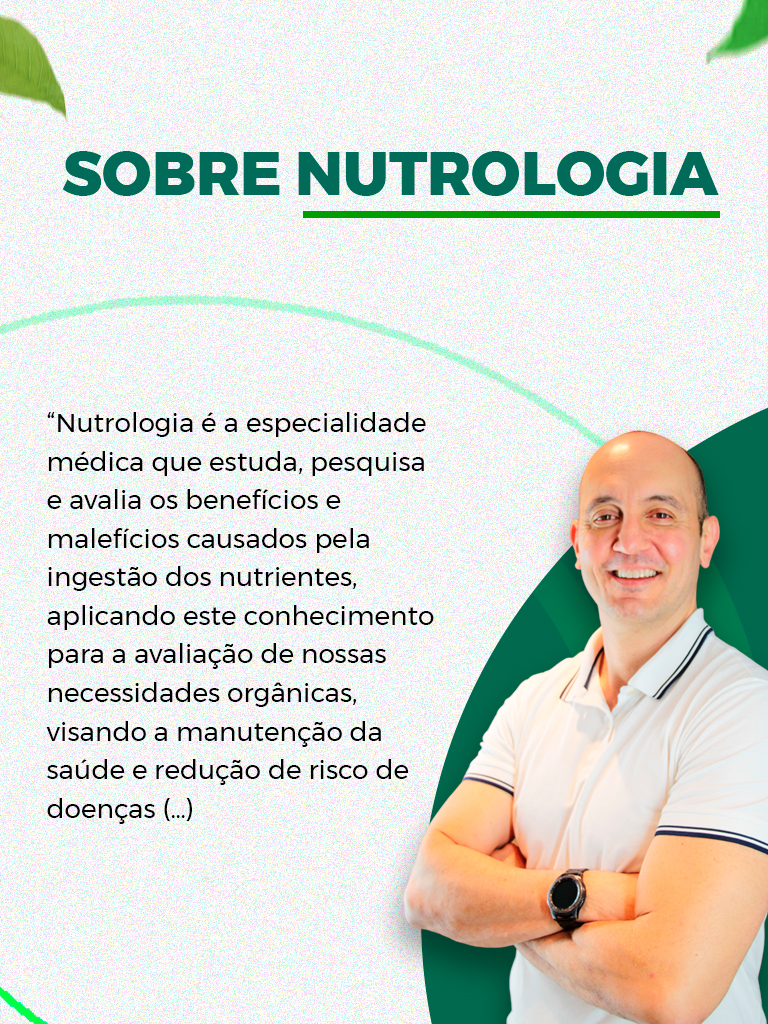 SOBRE NUTROLOGIA
“Nutrologia é a especialidade
médica que estuda, pesquisa
e avalia os benefícios e
malefícios causados pela
ingestão dos nutrientes,
aplicando este conhecimento
para a avaliação de nossas
necessidades orgânicas,
visando a manutenção da
saúde e redução de risco de
doenças (...)